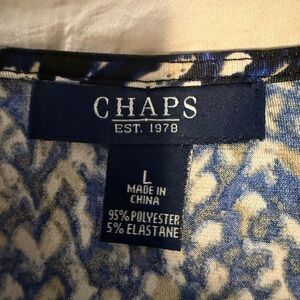 CHAPS
EST. 1978
L
MADE IN
CHINA
95% POLYESTER
5% ELASTANE